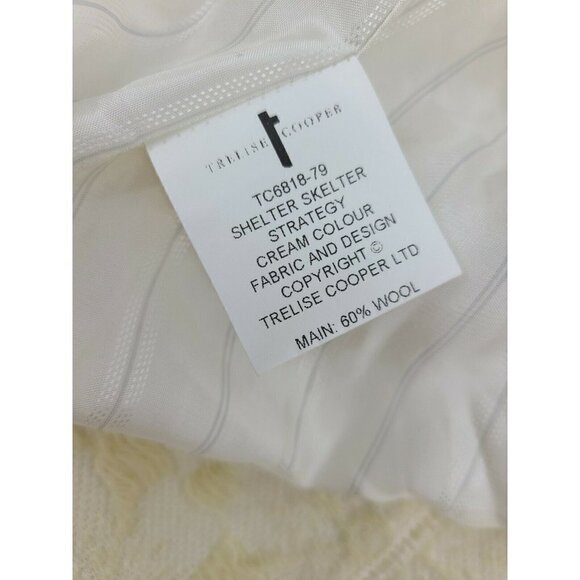 TRELISE COOPER
TC6818-79
SHELTER SKELTER
STRATEGY
CREAM COLOUR
FABRIC AND DESIGN
COPYRIGHT ©
TRELISE COOPER LTD
MAIN: 60% WOOL